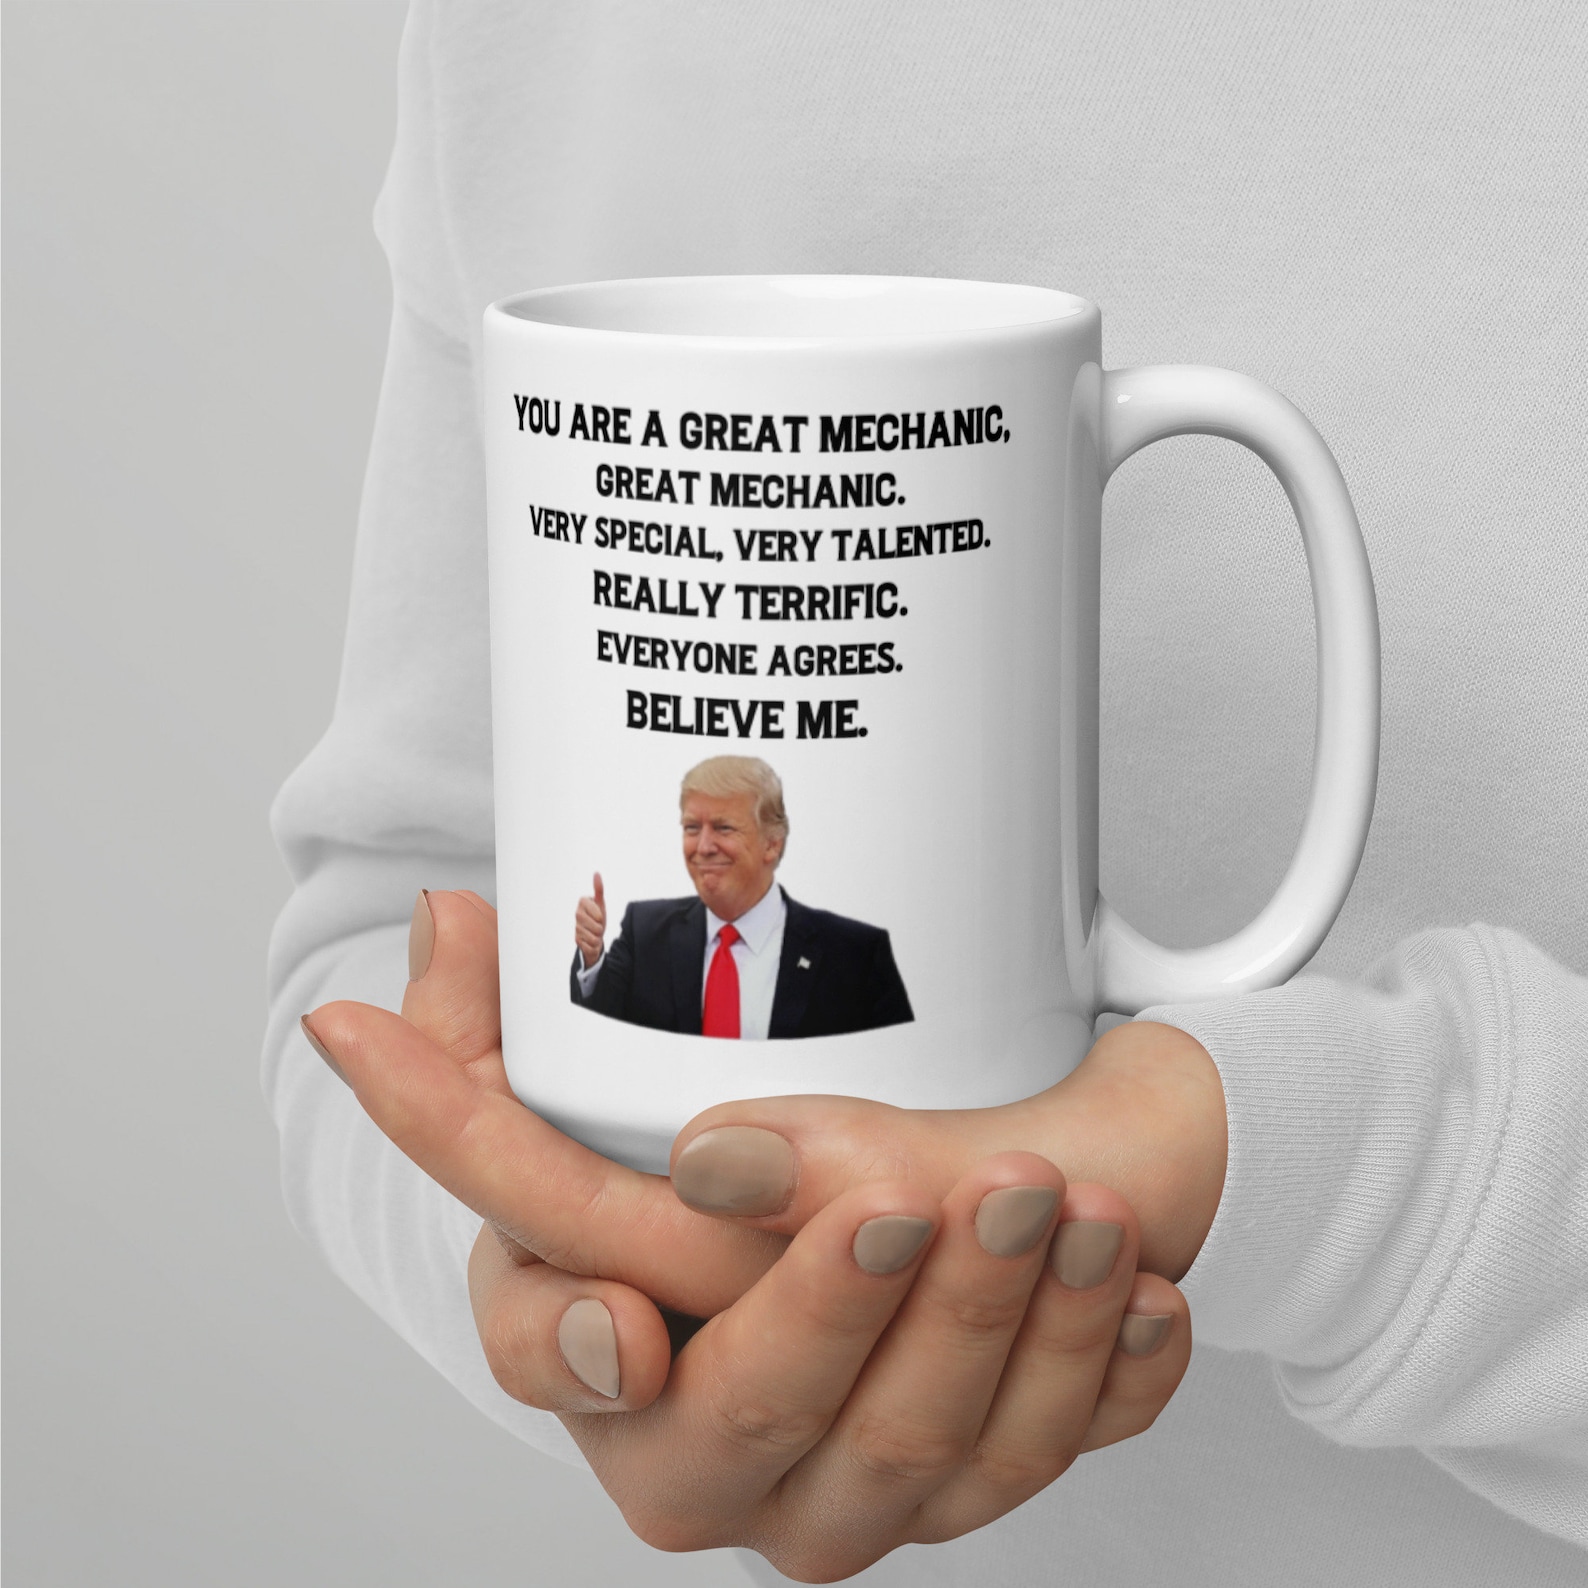 YOU ARE A GREAT MECHANIC,
GREAT MECHANIC.
VERY SPECIAL, VERY TALENTED.
REALLY TERRIFIC.
EVERYONE AGREES.
BELIEVE ME.